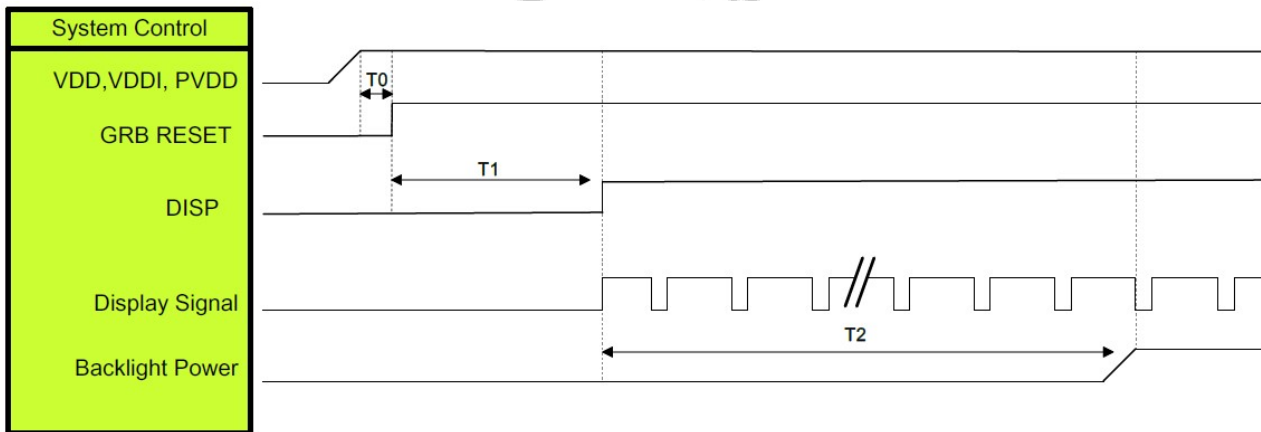 System Control
VDD,VDDI, PVDD
T0
GRB RESET
T1
DISP
Display Signal
T2
Backlight Power